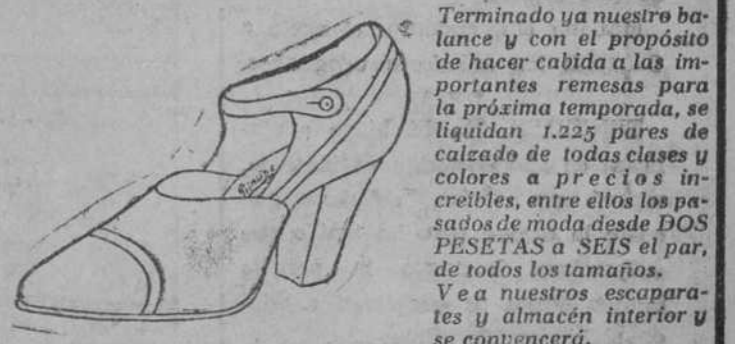 Terminado ya nuestro ba-
lance y con el propósito
de hacer cabida a las im-
portantes remesas para
la próxima temporada, se
liquidan 1.225 pares de
calzado de todas clases y
colores a precios in-
creibles, entre ellos los pa-
sados de moda desde DOS
PESETAS a SEIS el par,
de todos los tamaños.
Vea nuestros escapara-
tes y almacén interior y
se convencerá.